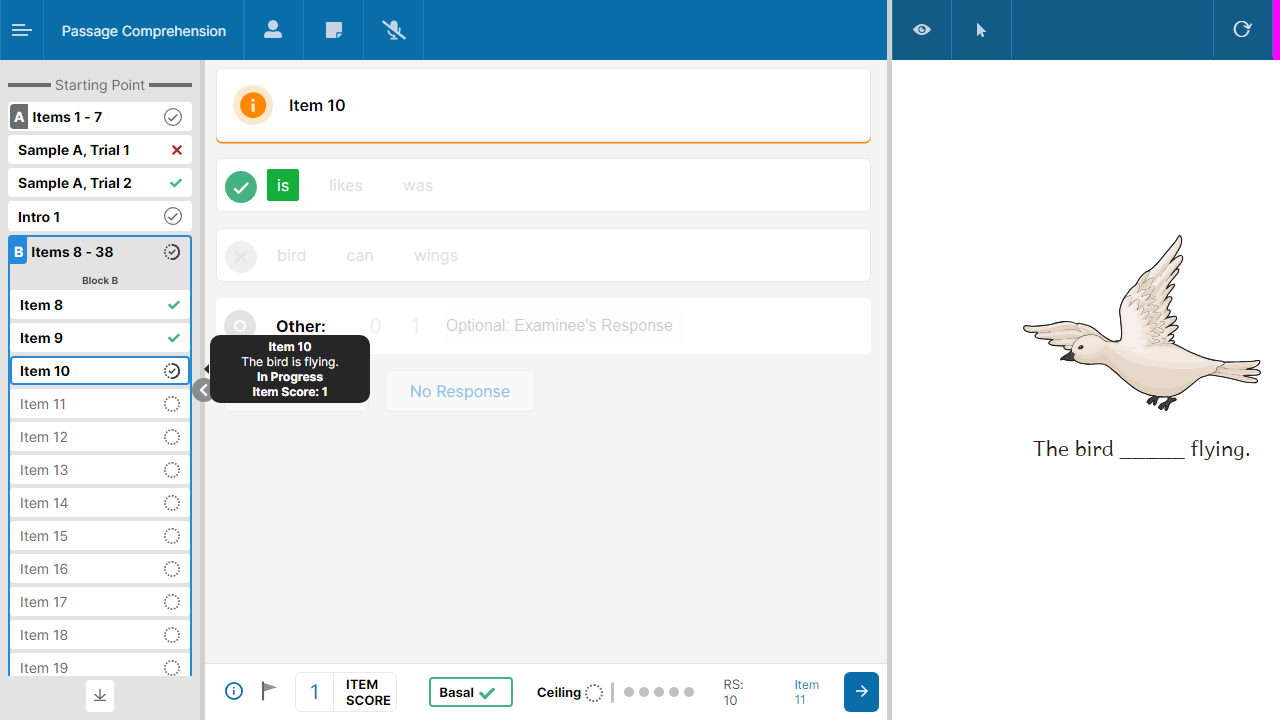 Passage Comprehension
Starting Point
A Items 1 - 7
Sample A, Trial 1
Sample A, Trial 2
Intro 1
B Items 8 - 38
Block B
Item 8
Item 9
Item 10
Item 11
Item 12
Item 13
Item 14
Item 15
Item 16
Item 17
Item 18
Item 19
Item 10
is likes was
bird can wings
Other: 0 1 Optional: Examinee's Response
Item 10
The bird is flying.
In Progress
Item Score: 1
No Response
1 ITEM SCORE
Basal
Ceiling
RS: 10
Item 11
The bird _____ flying.